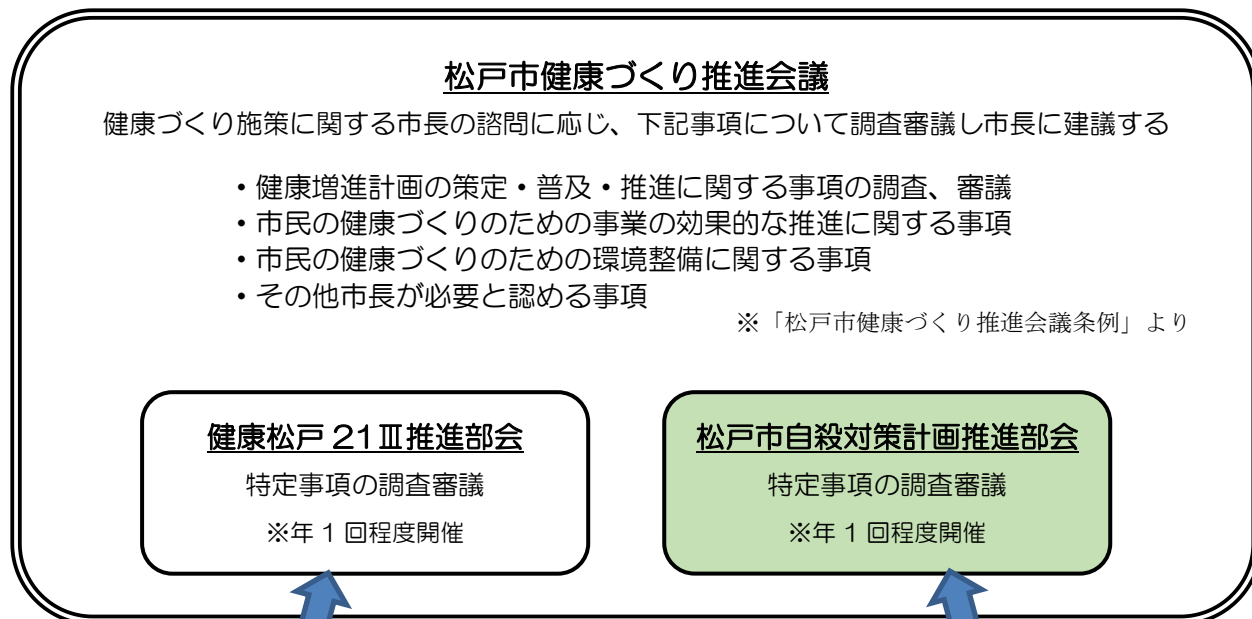 松戸市健康づくり推進会議
健康づくり施策に関する市長の諮問に応じ、下記事項について調査審議し市長に建議する
・健康増進計画の策定・普及・推進に関する事項の調査、審議
・市民の健康づくりのための事業の効果的な推進に関する事項
・市民の健康づくりのための環境整備に関する事項
・その他市長が必要と認める事項
※「松戸市健康づくり推進会議条例」より
健康松戸 21Ⅲ推進部会
特定事項の調査審議
※年 1 回程度開催
松戸市自殺対策計画推進部会
特定事項の調査審議
※年 1 回程度開催